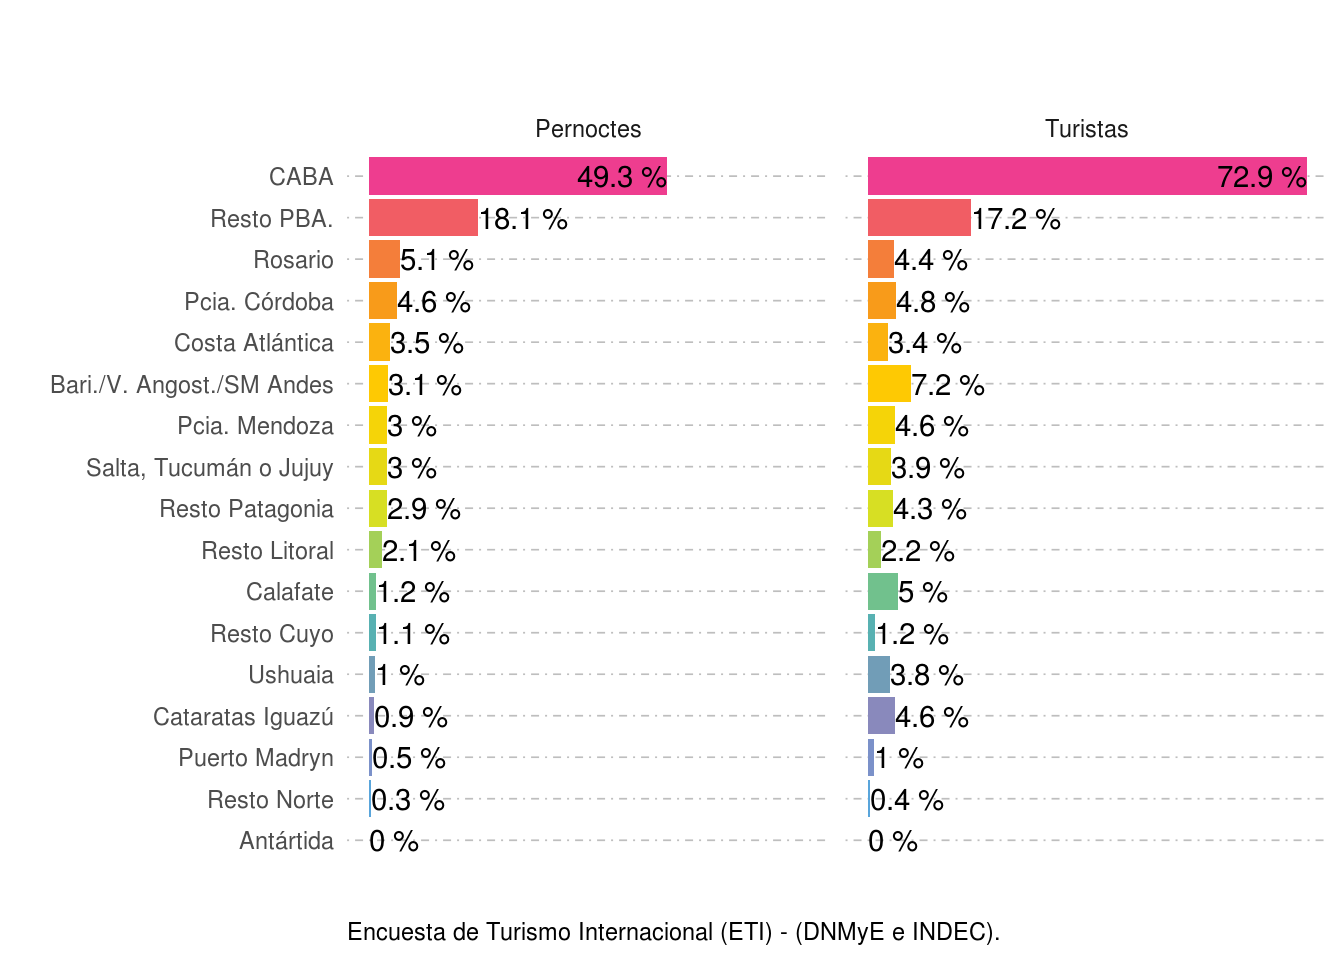 Pernoctes Turistas
CABA 49.3 % 72.9 %
Resto PBA. 18.1 % 17.2 %
Rosario 5.1 % 4.4 %
Pcia. Córdoba 4.6 % 4.8 %
Costa Atlántica 3.5 % 3.4 %
Bari./V. Angost./SM Andes 3.1 % 7.2 %
Pcia. Mendoza 3 % 4.6 %
Salta, Tucumán o Jujuy 3 % 3.9 %
Resto Patagonia 2.9 % 4.3 %
Resto Litoral 2.1 % 2.2 %
Calafate 1.2 % 5 %
Resto Cuyo 1.1 % 1.2 %
Ushuaia 1 % 3.8 %
Cataratas Iguazú 0.9 % 4.6 %
Puerto Madryn 0.5 % 1 %
Resto Norte 0.3 % 0.4 %
Antártida 0 % 0 %
Encuesta de Turismo Internacional (ETI) - (DNMyE e INDEC).